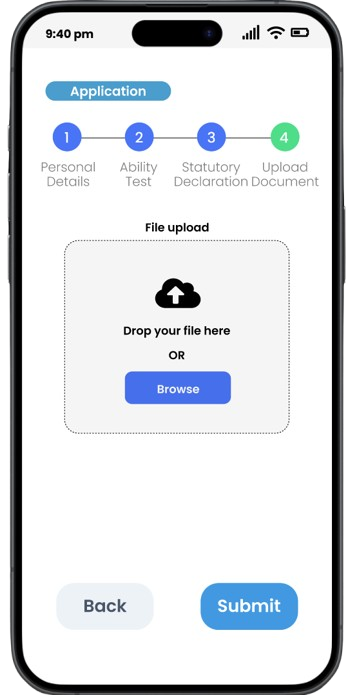 9:40 pm
Application
1 2 3 4
Personal Ability Statutory Upload
Details Test Declaration Document
File upload
Drop your file here
OR
Browse
Back Submit